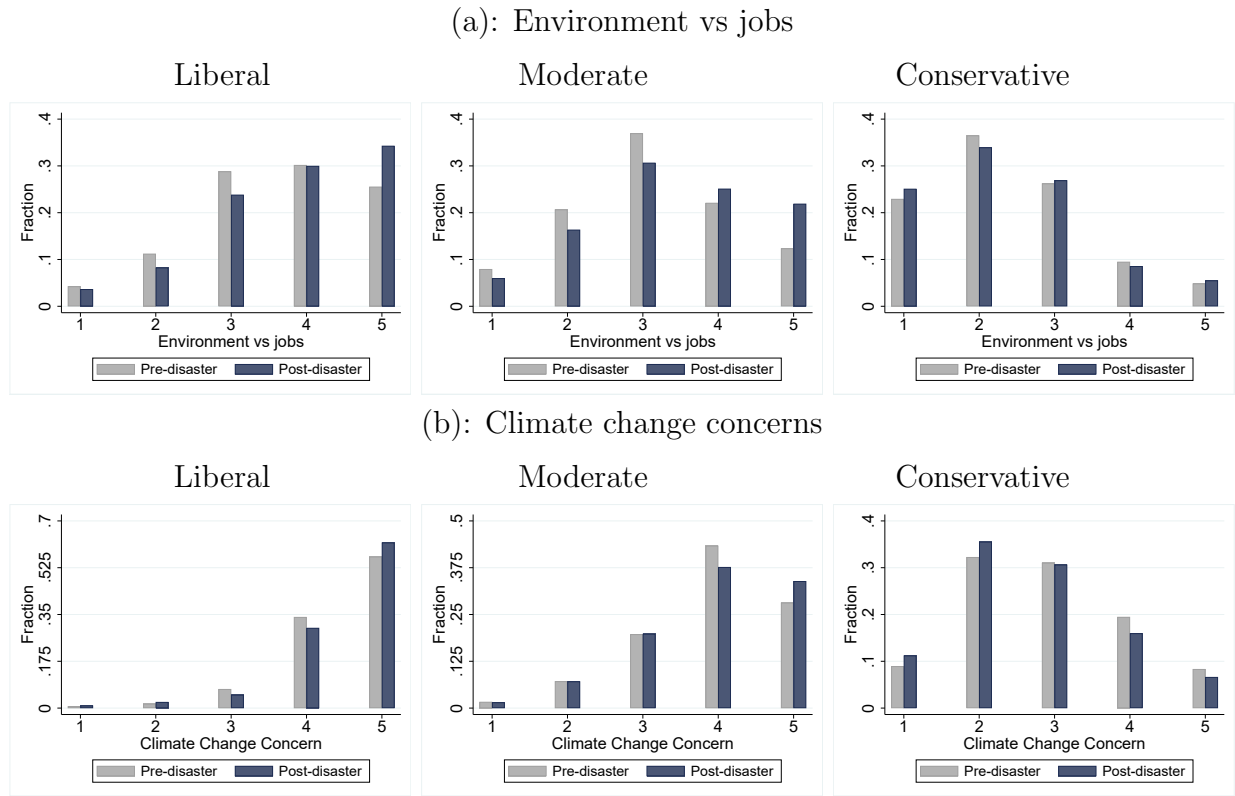 (a): Environment vs jobs
Liberal Moderate Conservative
Fraction
0 .1 .2 .3 .4
1 2 3 4 5
Environment vs jobs
Pre-disaster Post-disaster
Fraction
0 .1 .2 .3 .4
1 2 3 4 5
Environment vs jobs
Pre-disaster Post-disaster
Fraction
0 .1 .2 .3 .4
1 2 3 4 5
Environment vs jobs
Pre-disaster Post-disaster
(b): Climate change concerns
Liberal Moderate Conservative
Fraction
0 .175 .35 .525 .7
1 2 3 4 5
Climate Change Concern
Pre-disaster Post-disaster
Fraction
0 .125 .25 .375 .5
1 2 3 4 5
Climate Change Concern
Pre-disaster Post-disaster
Fraction
0 .1 .2 .3 .4
1 2 3 4 5
Climate Change Concern
Pre-disaster Post-disaster